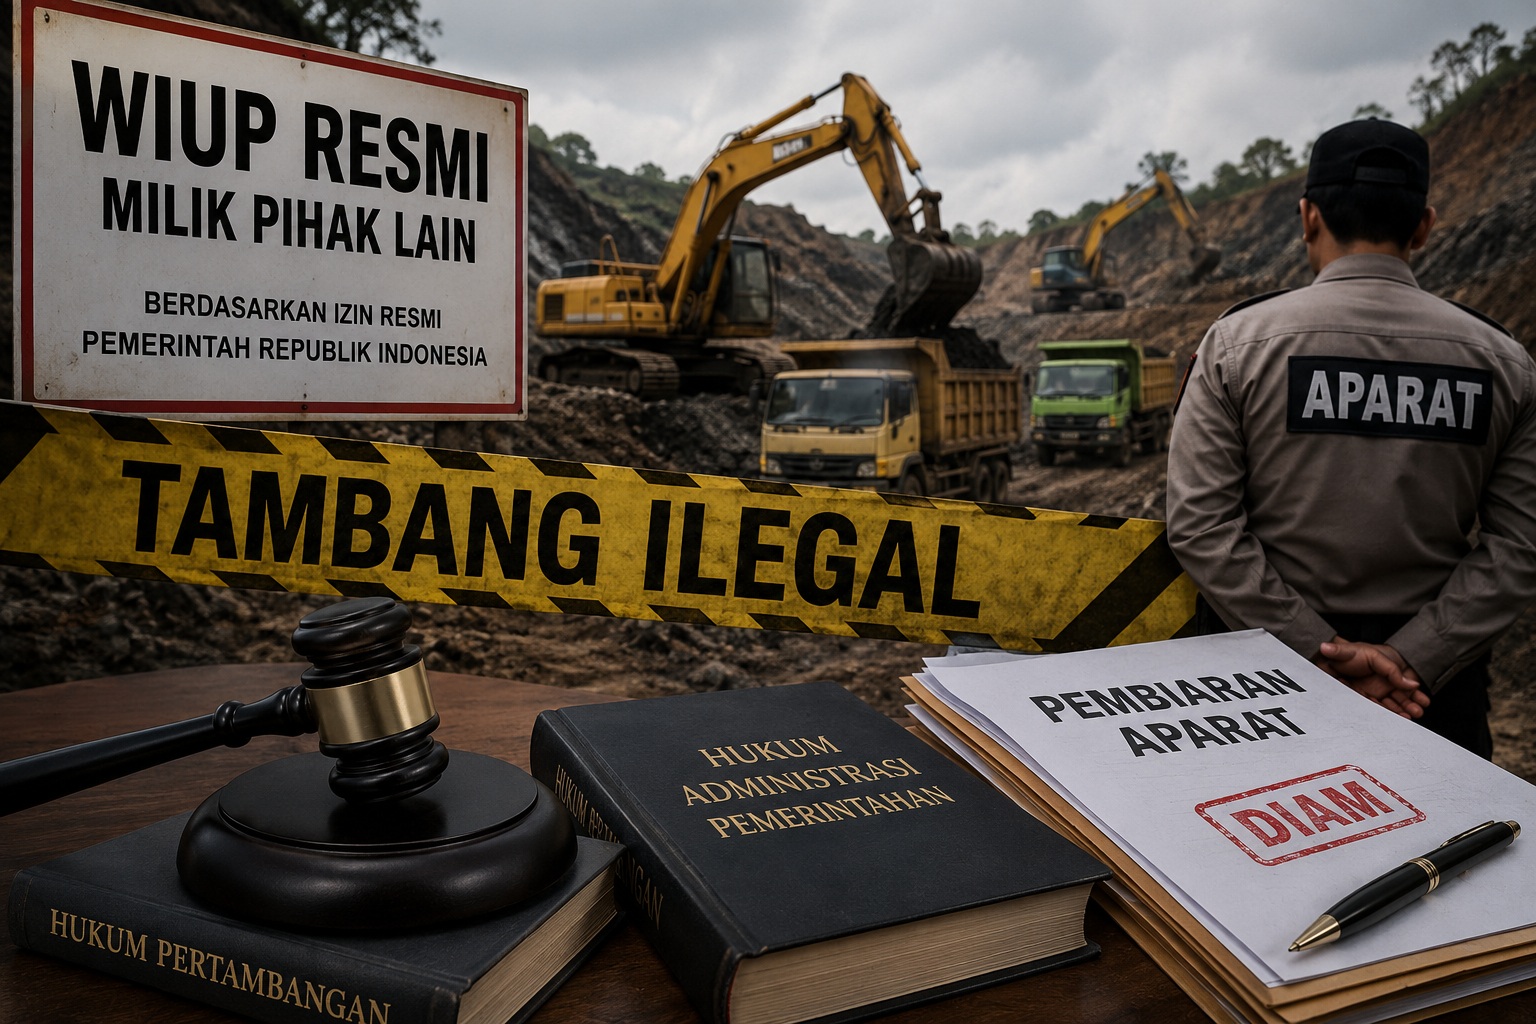 WIUP RESMI
MILIK PIHAK LAIN
BERDASARKAN IZIN RESMI
PEMERINTAH REPUBLIK INDONESIA
TAMBANG ILEGAL
APARAT
PEMBIARAN
APARAT
DIAM
HUKUM
ADMINISTRASI
PEMERINTAHAN
HUKUM PERTAMBANGAN